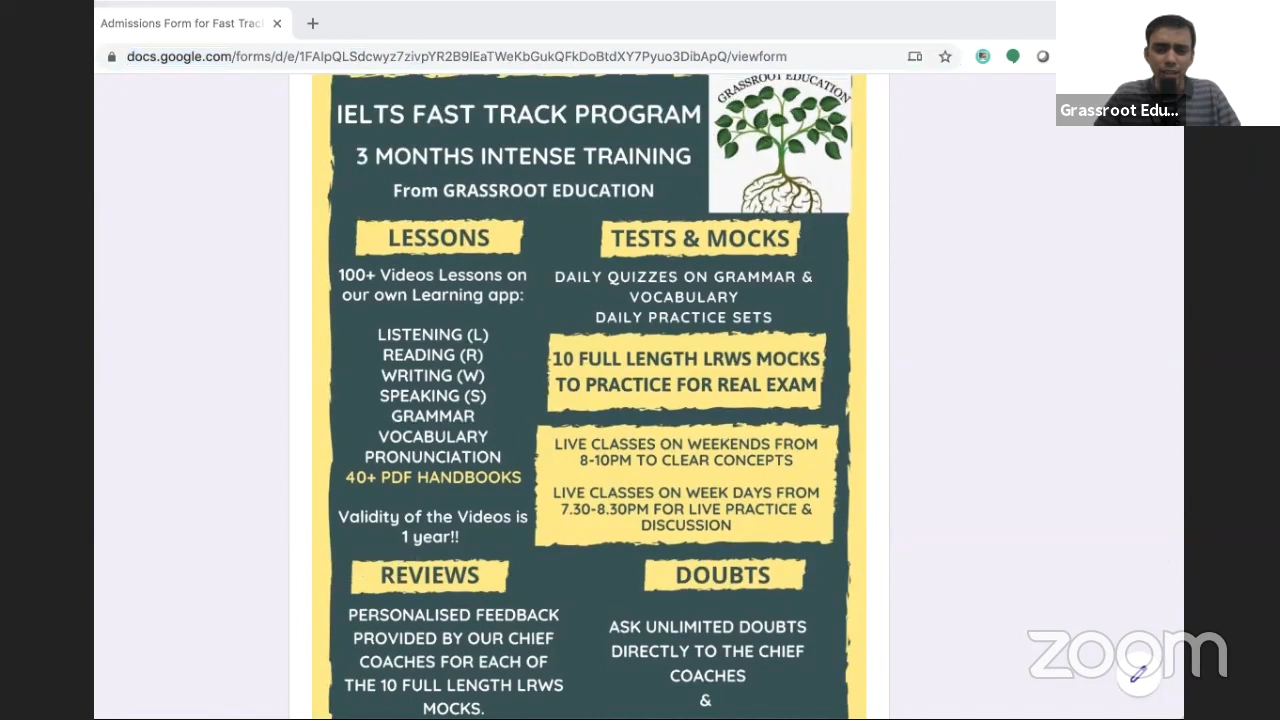 Admissions Form for Fast Trac
docs.google.com/forms/d/e/1FAIpQLSdcwyz7zivpYR2B9lEaTWeKbGukQFkDoBtdXY7Pyuo3DibApQ/viewform
Grassroot Edu...
GRASSROOT EDUCATION
IELTS FAST TRACK PROGRAM
3 MONTHS INTENSE TRAINING
From GRASSROOT EDUCATION
LESSONS
100+ Videos Lessons on
our own Learning app:
LISTENING (L)
READING (R)
WRITING (W)
SPEAKING (S)
GRAMMAR
VOCABULARY
PRONUNCIATION
40+ PDF HANDBOOKS
Validity of the Videos is
1 year!!
TESTS & MOCKS
DAILY QUIZZES ON GRAMMAR &
VOCABULARY
DAILY PRACTICE SETS
10 FULL LENGTH LRWS MOCKS
TO PRACTICE FOR REAL EXAM
LIVE CLASSES ON WEEKENDS FROM
8-10PM TO CLEAR CONCEPTS
LIVE CLASSES ON WEEK DAYS FROM
7.30-8.30PM FOR LIVE PRACTICE &
DISCUSSION
REVIEWS
PERSONALISED FEEDBACK
PROVIDED BY OUR CHIEF
COACHES FOR EACH OF
THE 10 FULL LENGTH LRWS
MOCKS.
DOUBTS
ASK UNLIMITED DOUBTS
DIRECTLY TO THE CHIEF
COACHES
&
zoom